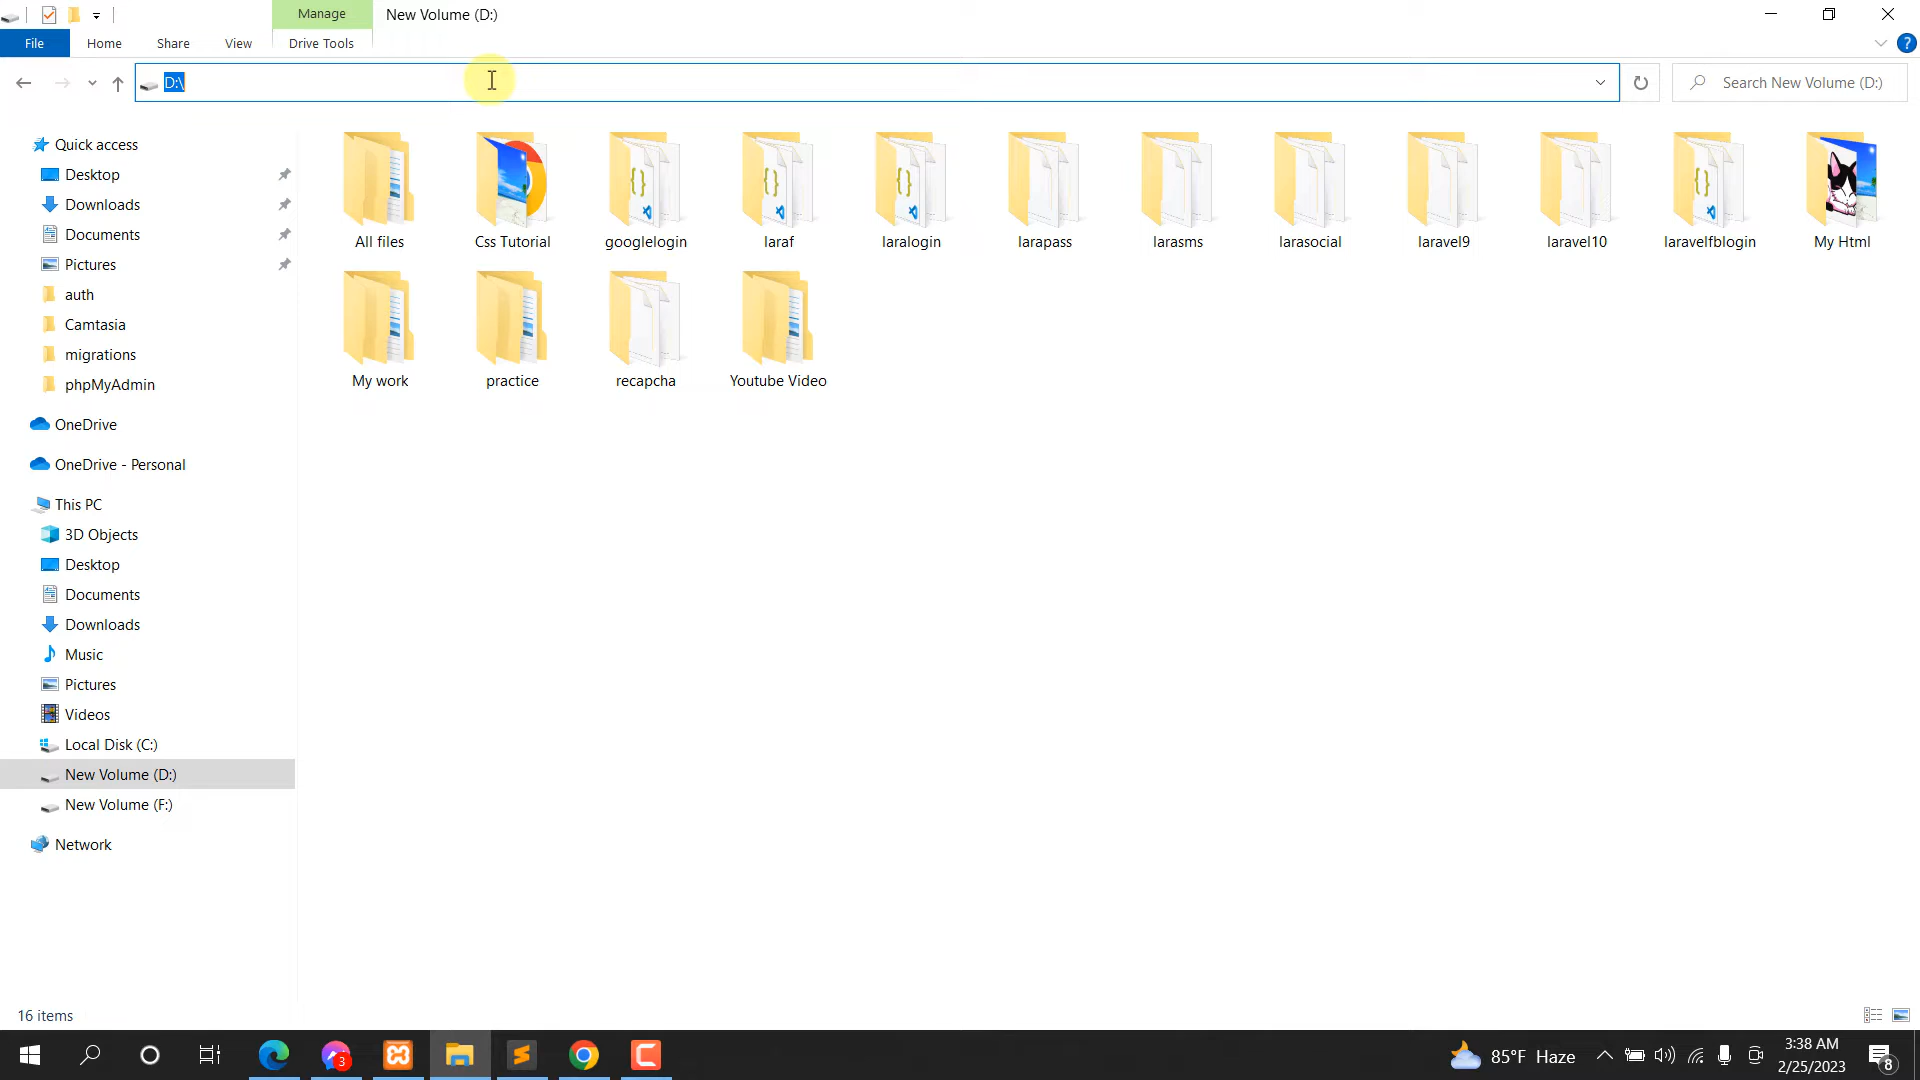 Manage
New Volume (D:)
File
Home
Share
View
Drive Tools
?
D:\
Search New Volume (D:)
Quick access
Desktop
Downloads
Documents
Pictures
auth
Camtasia
migrations
phpMyAdmin
OneDrive
OneDrive - Personal
This PC
3D Objects
Desktop
Documents
Downloads
Music
Pictures
Videos
Local Disk (C:)
New Volume (D:)
New Volume (F:)
Network
All files
Css Tutorial
googlelogin
laraf
laralogin
larapass
larasms
larasocial
laravel9
laravel10
laravelfblogin
My Html
My work
practice
recapcha
Youtube Video
16 items
3
85°F Haze
3:38 AM
2/25/2023
8